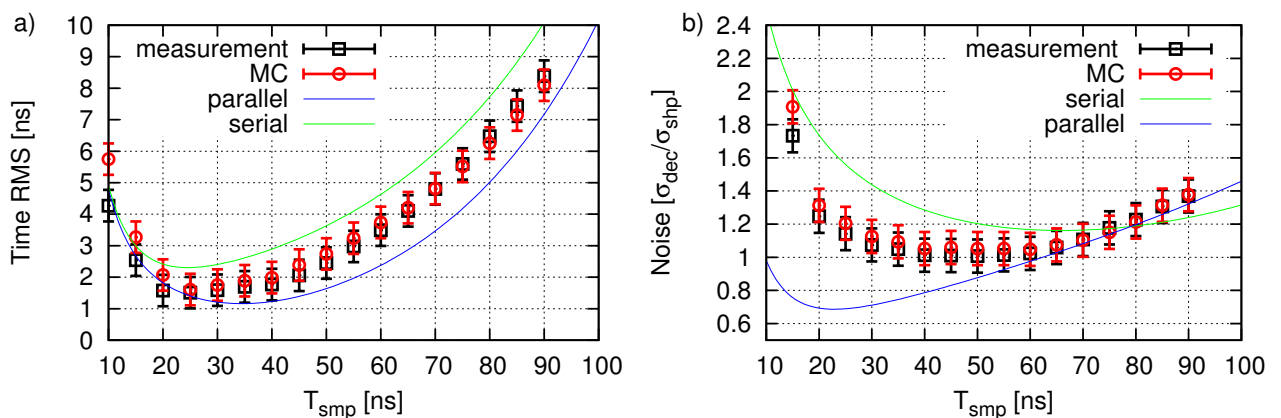 a)
Time RMS [ns]
10
9
8
7
6
5
4
3
2
1
0
measurement
MC
parallel
serial
10 20 30 40 50 60 70 80 90 100
T_smp [ns]
b)
Noise [σ_dec/σ_shp]
2.4
2.2
2
1.8
1.6
1.4
1.2
1
0.8
0.6
measurement
MC
serial
parallel
10 20 30 40 50 60 70 80 90 100
T_smp [ns]